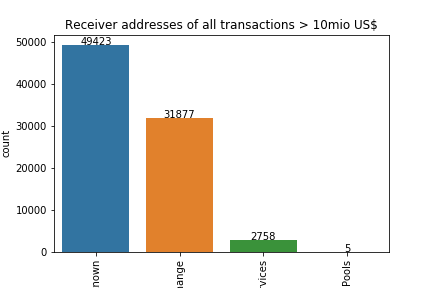 Receiver addresses of all transactions > 10mio US$
50000
40000
30000
20000
10000
0
count
49423
31877
2758
5
nown
ange
vices
Pools